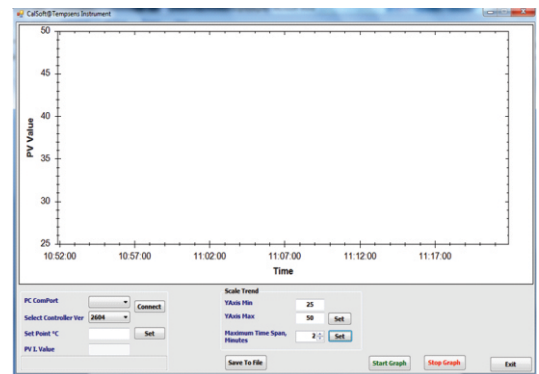 CalSoft@Tempsens Instrument
50
45
40
35
30
25
PV Value
10:52:00 10:57:00 11:02:00 11:07:00 11:12:00 11:17:00
Time
PC ComPort Connect
Select Controller Ver 2604
Set Point °C Set
PV I. Value
Scale Trend
YAxis Min 25
YAxis Max 50 Set
Maximum Time Span, Minutes 2 Set
Save To File
Start Graph Stop Graph Exit